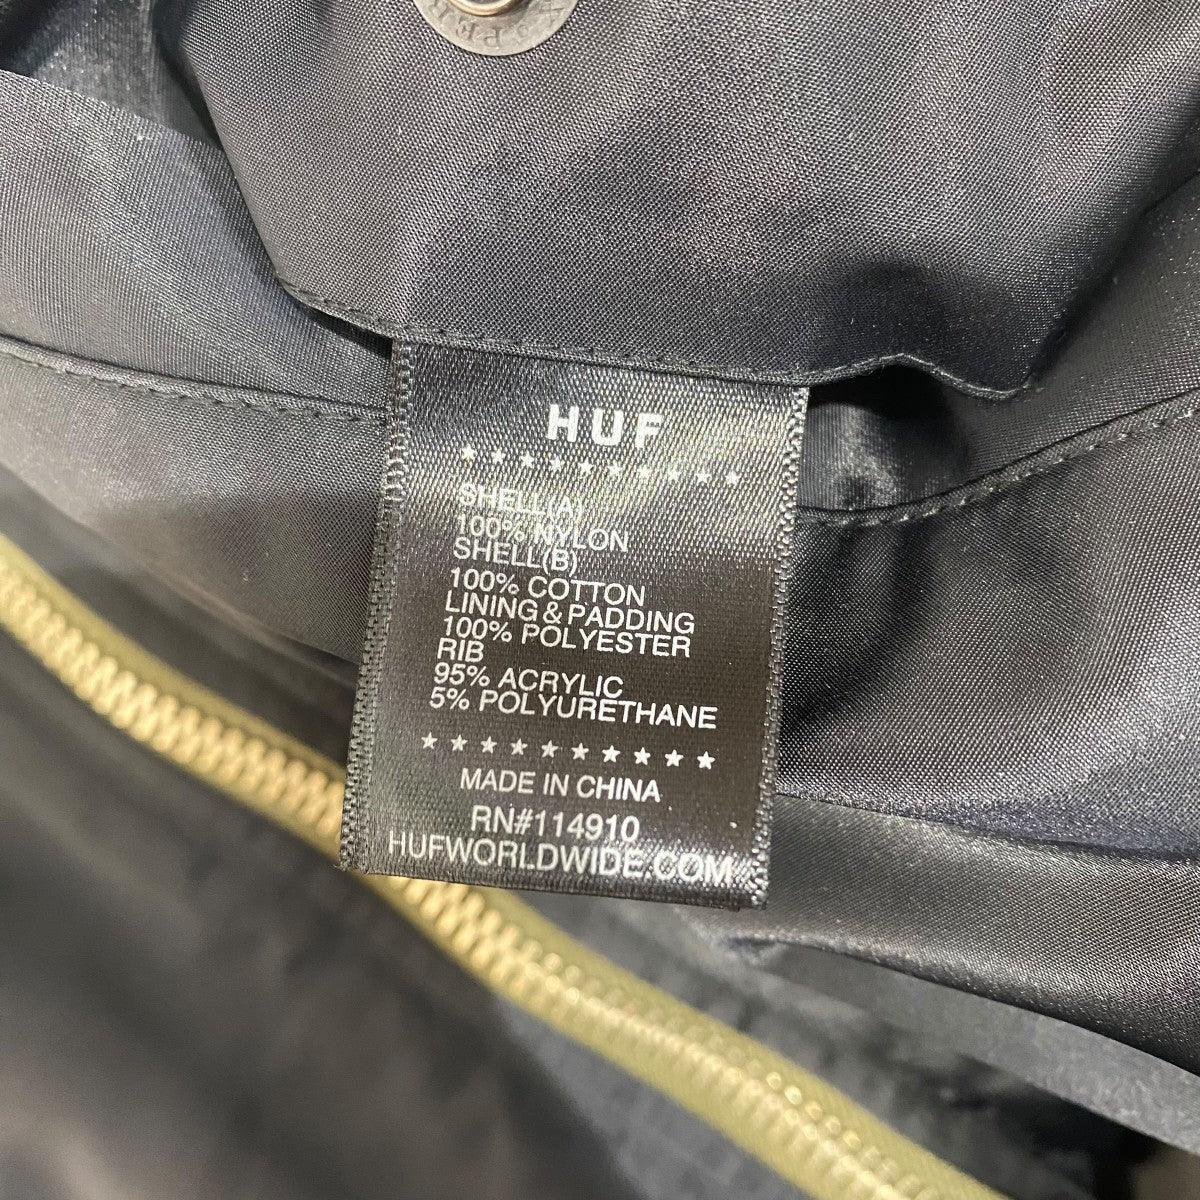 HUF
★★★★★★★★★★
SHELL(A)
100% NYLON
SHELL(B)
100% COTTON
LINING&PADDING
100% POLYESTER
RIB
95% ACRYLIC
5% POLYURETHANE
★★★★★★★★★★
MADE IN CHINA
RN#114910
HUFWORLDWIDE.COM